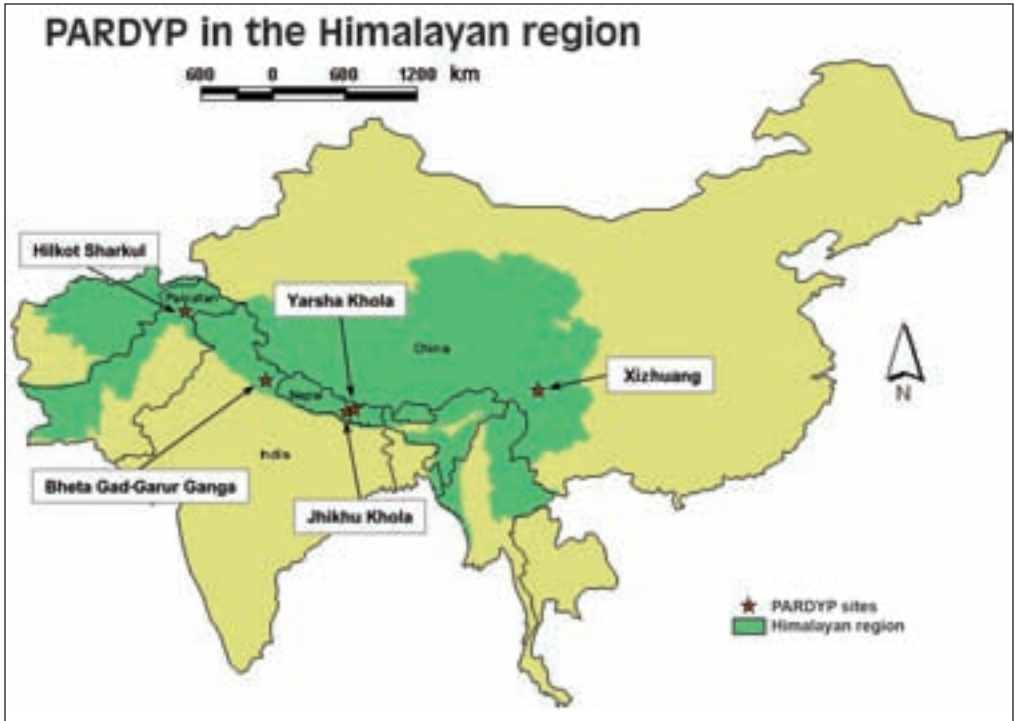 PARDYP in the Himalayan region
600 0 600 1200 km
Hilkot Sharkul
Pakistan
Yarsha Khola
China
Xizhuang
N
Nepal
India
Bheta Gad-Garur Ganga
Jhikhu Khola
PARDYP sites
Himalayan region